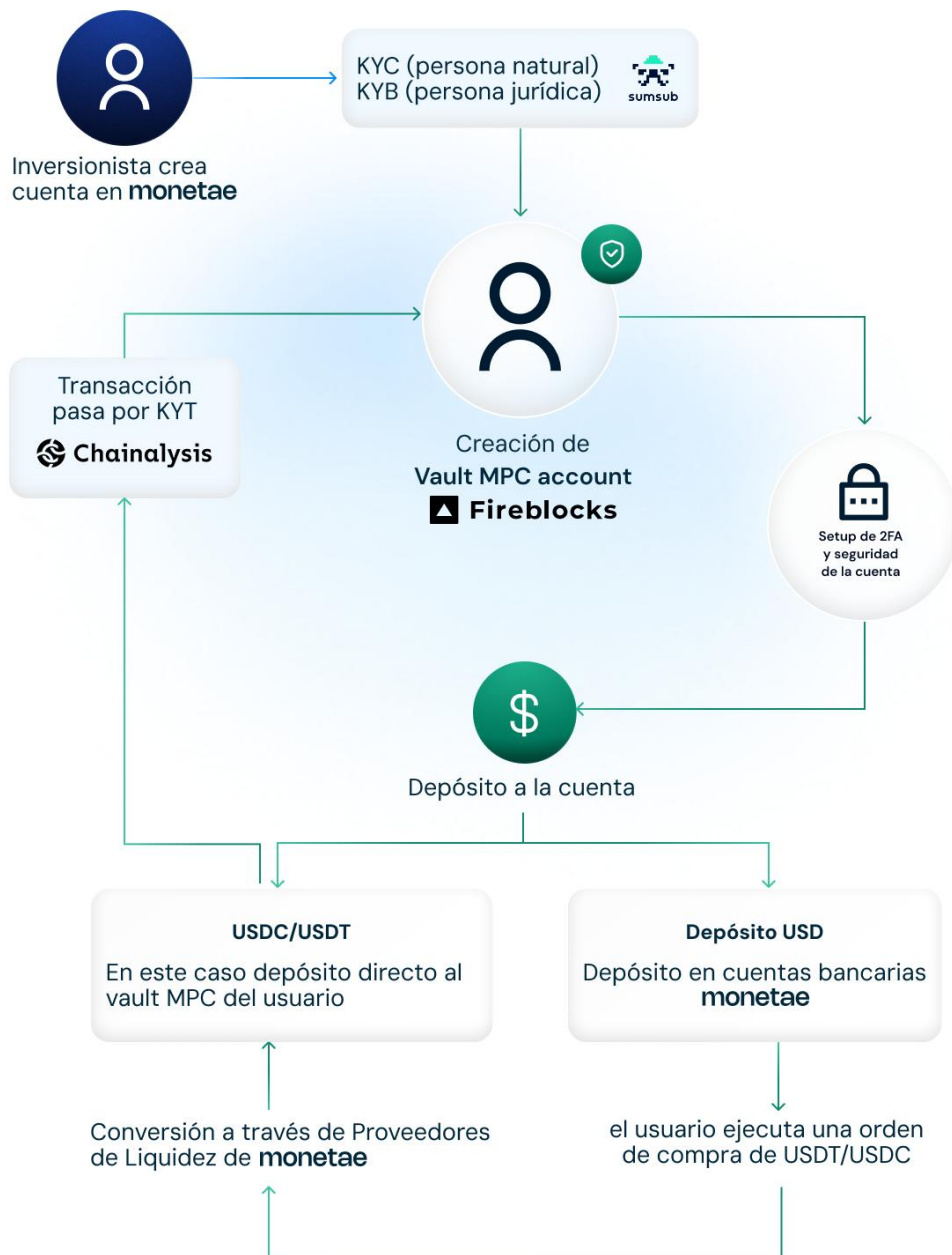 KYC (persona natural)
KYB (persona jurídica)
sumsub
Inversionista crea
cuenta en monetae
Transacción
pasa por KYT
Chainalysis
Creación de
Vault MPC account
Fireblocks
Setup de 2FA
y seguridad
de la cuenta
$
Depósito a la cuenta
USDC/USDT
En este caso depósito directo al
vault MPC del usuario
Depósito USD
Depósito en cuentas bancarias
monetae
Conversión a través de Proveedores
de Liquidez de monetae
el usuario ejecuta una orden
de compra de USDT/USDC